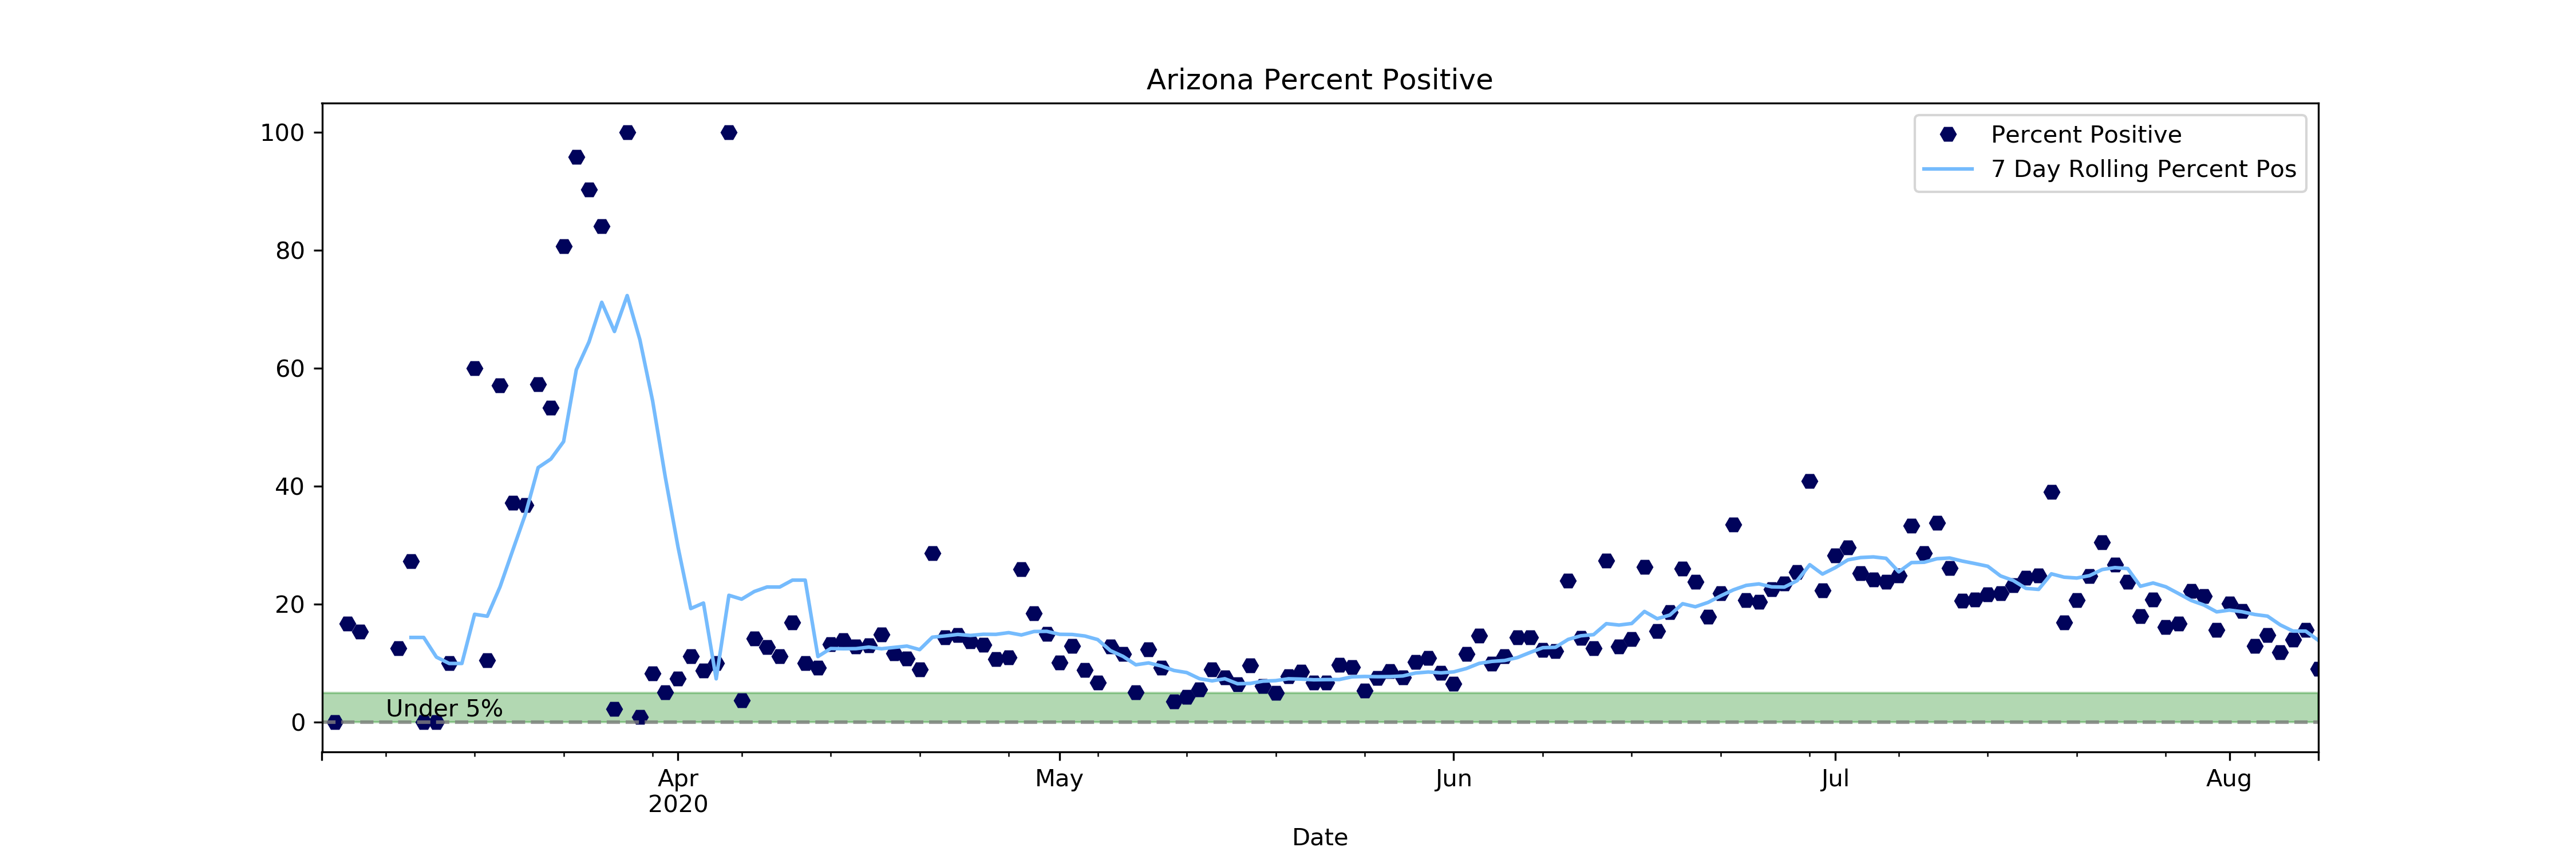 Arizona Percent Positive
Percent Positive
7 Day Rolling Percent Pos
100
80
60
40
20
0
Under 5%
Apr
2020
May
Jun
Jul
Aug
Date